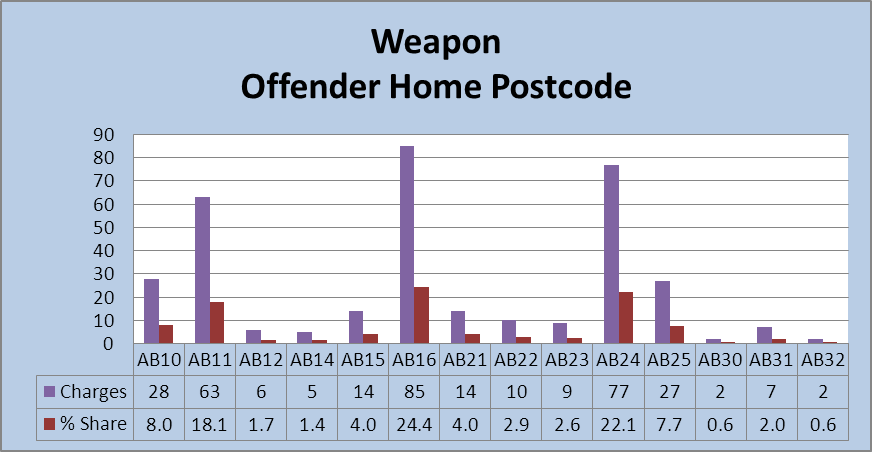 Weapon
Offender Home Postcode
90
80
70
60
50
40
30
20
10
0
AB10 AB11 AB12 AB14 AB15 AB16 AB21 AB22 AB23 AB24 AB25 AB30 AB31 AB32
Charges 28 63 6 5 14 85 14 10 9 77 27 2 7 2
% Share 8.0 18.1 1.7 1.4 4.0 24.4 4.0 2.9 2.6 22.1 7.7 0.6 2.0 0.6